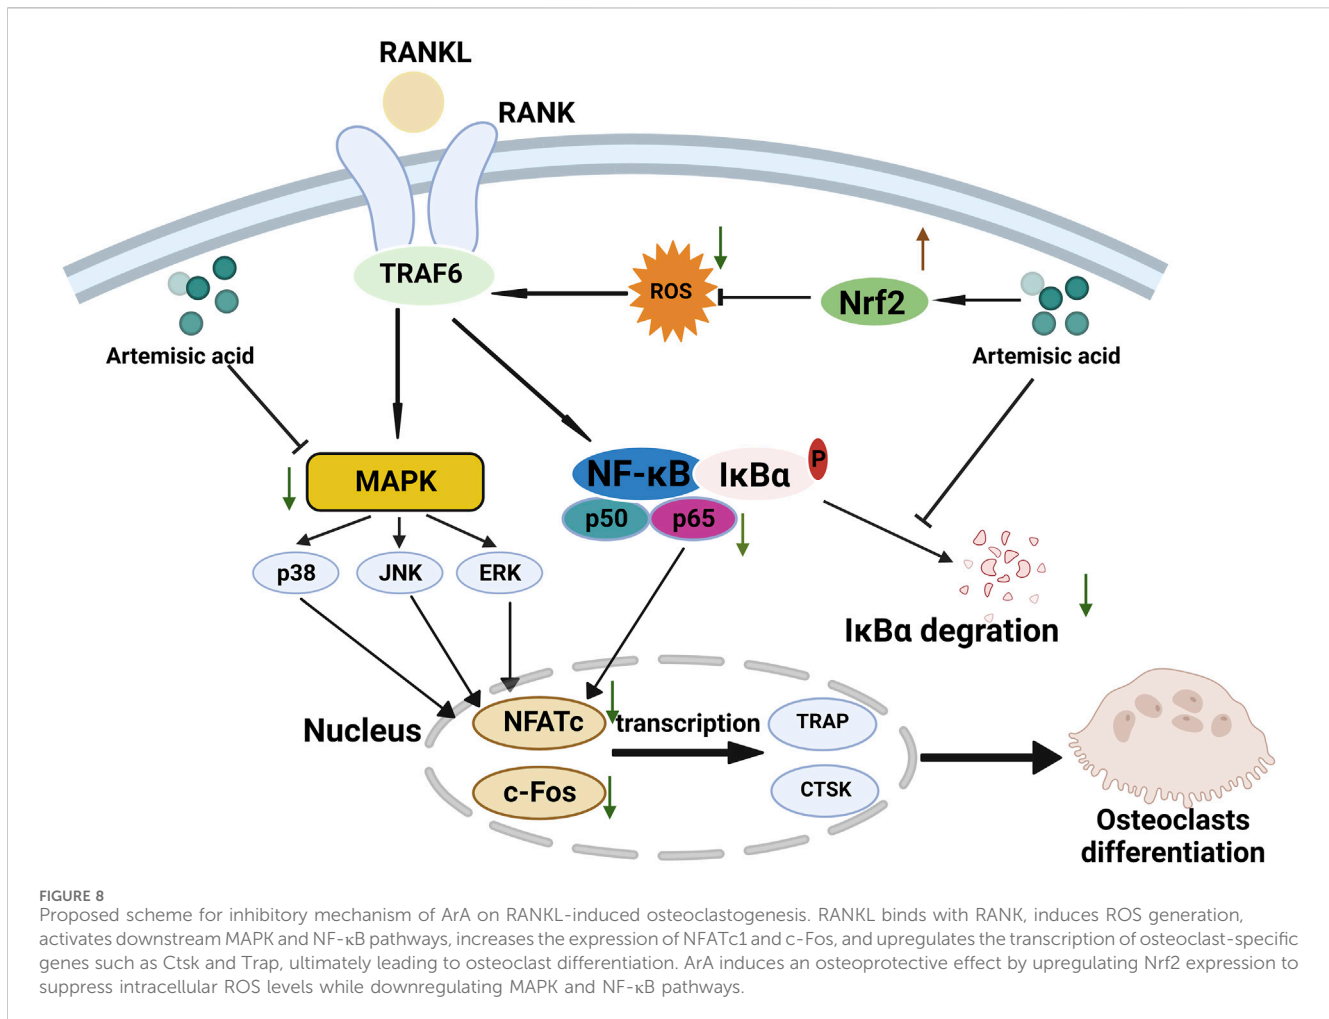 RANKL
RANK
TRAF6
ROS
Nrf2
Artemisic acid
Artemisic acid
MAPK
NF-κB
IκBα
P
p50
p65
p38
JNK
ERK
IκBα degration
Nucleus
NFATc
transcription
TRAP
c-Fos
CTSK
Osteoclasts
differentiation
FIGURE 8
Proposed scheme for inhibitory mechanism of ArA on RANKL-induced osteoclastogenesis. RANKL binds with RANK, induces ROS generation,
activates downstream MAPK and NF-κB pathways, increases the expression of NFATc1 and c-Fos, and upregulates the transcription of osteoclast-specific
genes such as Ctsk and Trap, ultimately leading to osteoclast differentiation. ArA induces an osteoprotective effect by upregulating Nrf2 expression to
suppress intracellular ROS levels while downregulating MAPK and NF-κB pathways.